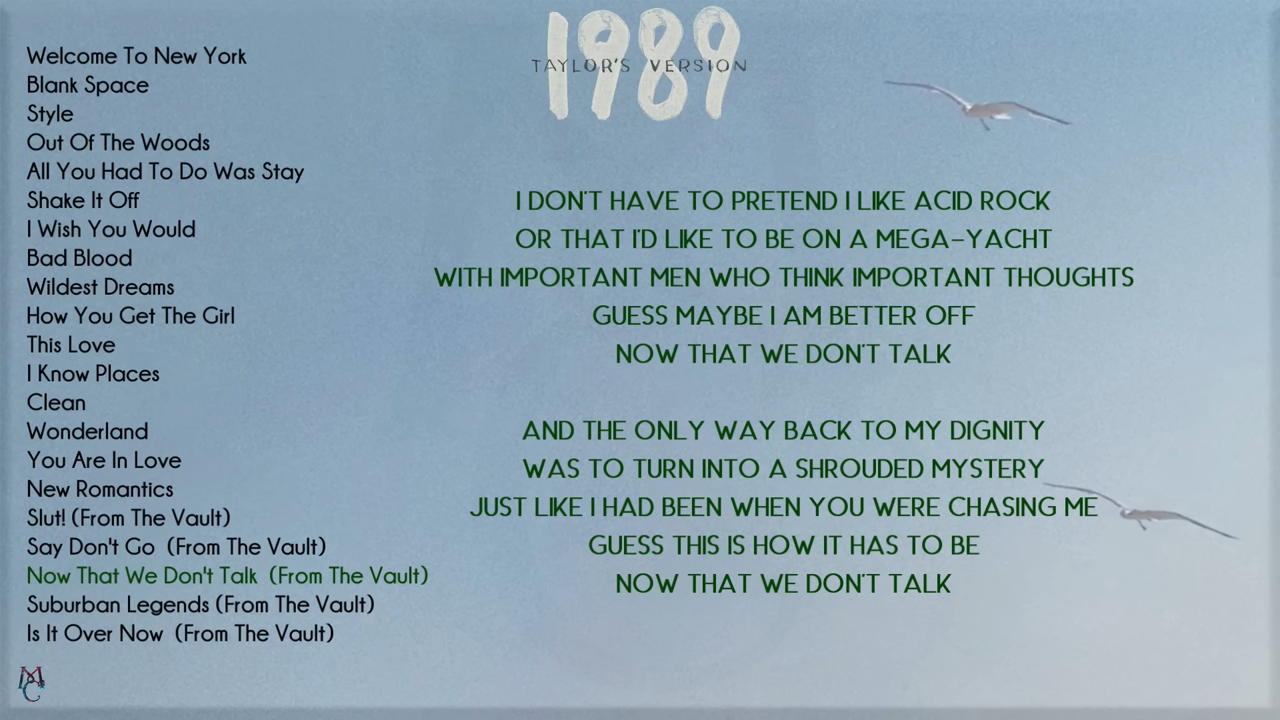 1989
TAYLOR'S VERSION
Welcome To New York
Blank Space
Style
Out Of The Woods
All You Had To Do Was Stay
Shake It Off
I Wish You Would
Bad Blood
Wildest Dreams
How You Get The Girl
This Love
I Know Places
Clean
Wonderland
You Are In Love
New Romantics
Slut! (From The Vault)
Say Don't Go (From The Vault)
Now That We Don't Talk (From The Vault)
Suburban Legends (From The Vault)
Is It Over Now (From The Vault)
I DON'T HAVE TO PRETEND I LIKE ACID ROCK
OR THAT I'D LIKE TO BE ON A MEGA-YACHT
WITH IMPORTANT MEN WHO THINK IMPORTANT THOUGHTS
GUESS MAYBE I AM BETTER OFF
NOW THAT WE DON'T TALK
AND THE ONLY WAY BACK TO MY DIGNITY
WAS TO TURN INTO A SHROUDED MYSTERY
JUST LIKE I HAD BEEN WHEN YOU WERE CHASING ME
GUESS THIS IS HOW IT HAS TO BE
NOW THAT WE DON'T TALK